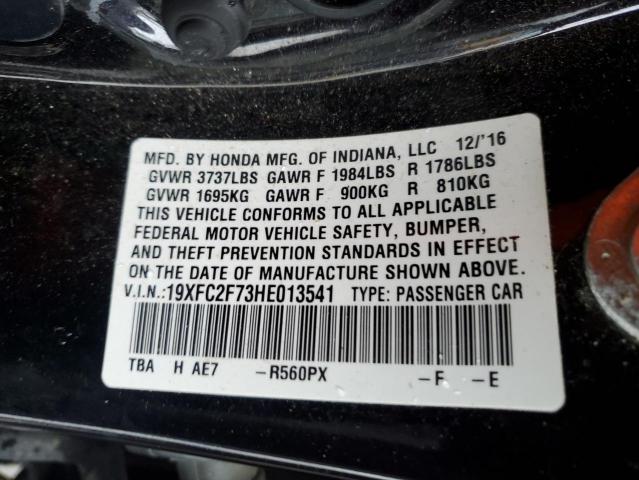 MFD. BY HONDA MFG. OF INDIANA, LLC 12/'16
GVWR 3737LBS GAWR F 1984LBS R 1786LBS
GVWR 1695KG GAWR F 900KG R 810KG
THIS VEHICLE CONFORMS TO ALL APPLICABLE
FEDERAL MOTOR VEHICLE SAFETY, BUMPER,
AND THEFT PREVENTION STANDARDS IN EFFECT
ON THE DATE OF MANUFACTURE SHOWN ABOVE.
V.I.N.:19XFC2F73HE013541 TYPE: PASSENGER CAR
TBA H AE7 -R560PX -F -E